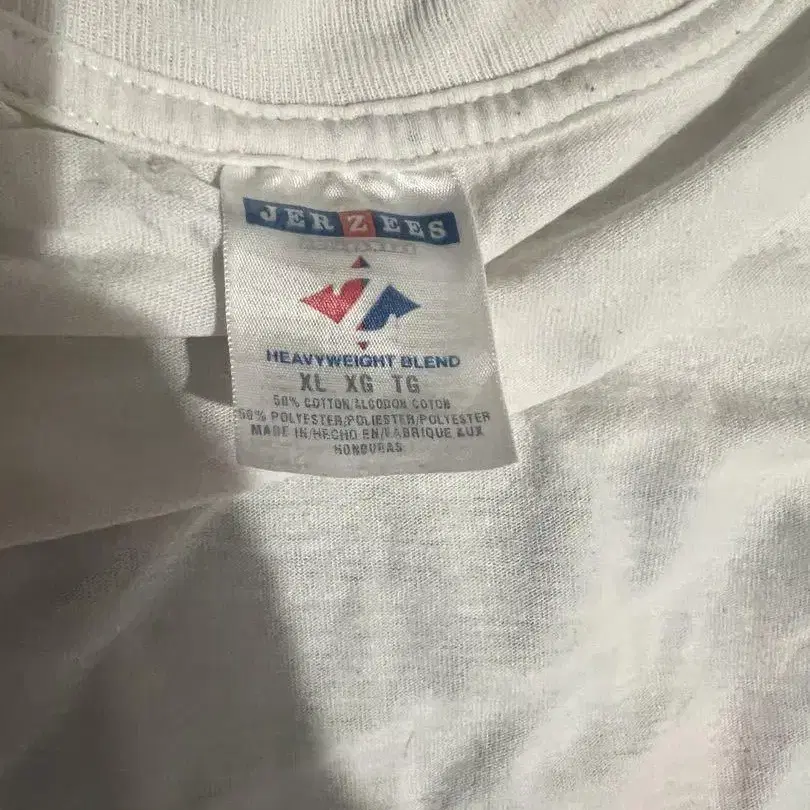 JERZEES
HEAVYWEIGHT BLEND
XL XG TG
50% COTTON/ALGODON COTON
50% POLYESTER/POLIESTER/POLYESTER
MADE IN/HECHO EN/FABRIQUE AUX
HONDURAS